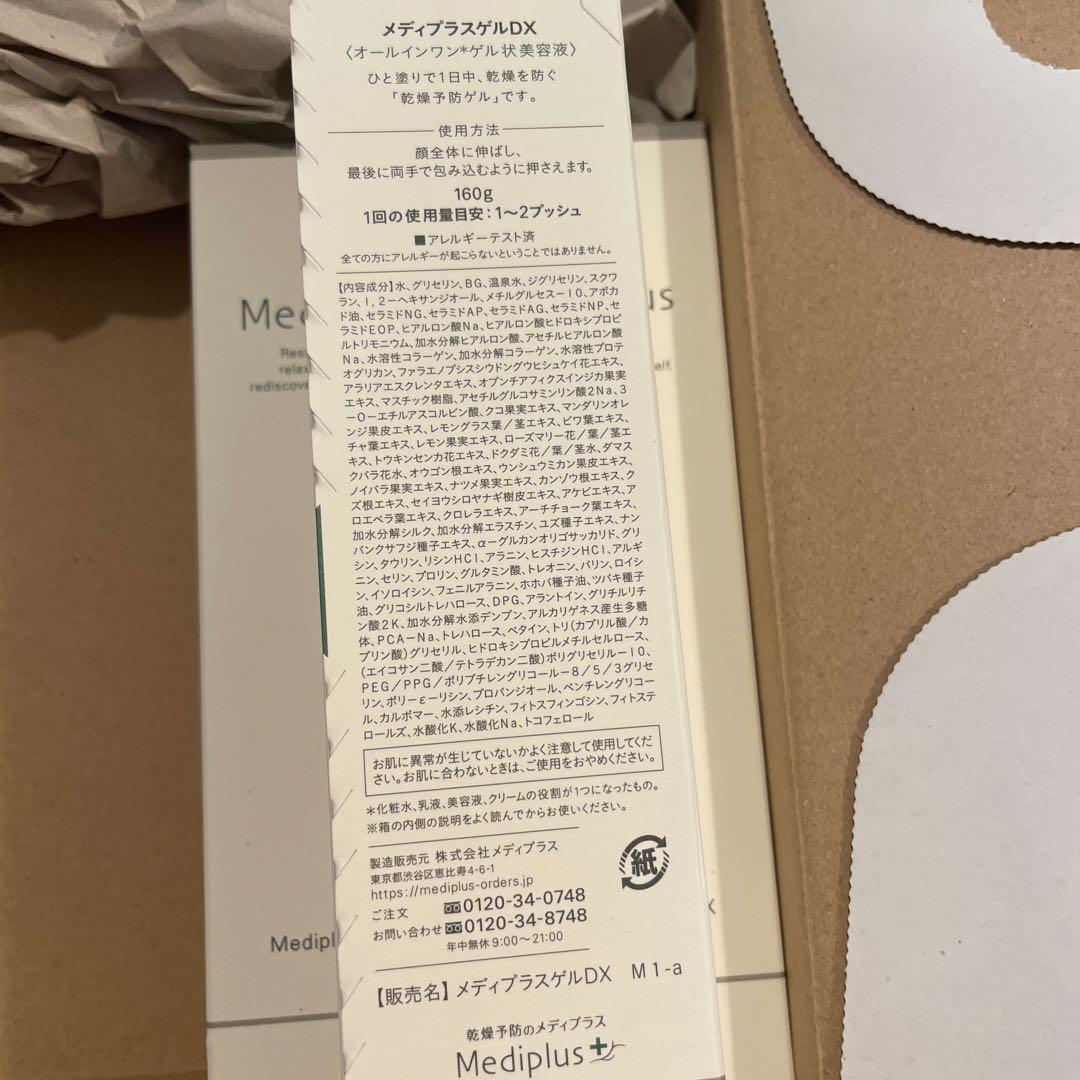 メディプラスゲルDX
〈オールインワン*ゲル状美容液〉
ひと塗りで1日中、乾燥を防ぐ
「乾燥予防ゲル」です。
使用方法
顔全体に伸ばし、
最後に両手で包み込むように押さえます。
160g
1回の使用量目安：1〜2プッシュ
■アレルギーテスト済
全ての方にアレルギーが起こらないということではありません。
【内容成分】水、グリセリン、BG、温泉水、ジグリセリン、スクワ
ラン、1，2−ヘキサンジオール、メチルグルセス−10、アボカ
ド油、セラミドNG、セラミドAP、セラミドAG、セラミドNP、セ
ラミドEOP、ヒアルロン酸Na、ヒアルロン酸ヒドロキシプロピ
ルトリモニウム、加水分解ヒアルロン酸、アセチルヒアルロン酸
Na、水溶性コラーゲン、加水分解コラーゲン、水溶性プロテ
オグリカン、ファラエノプシスシウドングウヒシュケイ花エキス、
アラリアエスクレンタエキス、オプンチアフィクスインジカ果実
エキス、マスチック樹脂、アセチルグルコサミンリン酸2Na、3
−O−エチルアスコルビン酸、クコ果実エキス、マンダリンオレ
ンジ果皮エキス、レモングラス葉／茎エキス、ビワ葉エキス、
チャ葉エキス、レモン果実エキス、ローズマリー花／葉／茎エ
キス、トウキンセンカ花エキス、ドクダミ花／葉／茎水、ダマス
クバラ花水、オウゴン根エキス、ウンシュウミカン果皮エキス、
ノイバラ果実エキス、ナツメ果実エキス、カンゾウ根エキス、ク
ズ根エキス、セイヨウシロヤナギ樹皮エキス、アケビエキス、ア
ロエベラ葉エキス、クロレラエキス、アーチチョーク葉エキス、
加水分解シルク、加水分解エラスチン、ユズ種子エキス、ナン
バンクサフジ種子エキス、α−グルカンオリゴサッカリド、グリ
シン、タウリン、リシンHCl、アラニン、ヒスチジンHCl、アルギ
ニン、セリン、プロリン、グルタミン酸、トレオニン、バリン、ロイシ
ン、イソロイシン、フェニルアラニン、ホホバ種子油、ツバキ種子
油、グリコシルトレハロース、DPG、アラントイン、グリチルリチ
ン酸2K、加水分解水添デンプン、アルカリゲネス産生多糖
体、PCA−Na、トレハロース、ベタイン、トリ（カプリル酸／カ
プリン酸）グリセリル、ヒドロキシプロピルメチルセルロース、
（エイコサン二酸／テトラデカン二酸）ポリグリセリル−10、
PEG／PPG／ポリブチレングリコール−8／5／3グリセ
リン、ポリ−ε−リシン、プロパンジオール、ペンチレングリコー
ル、カルボマー、水添レシチン、フィトスフィンゴシン、フィトステ
ロールズ、水酸化K、水酸化Na、トコフェロール
お肌に異常が生じていないかよく注意して使用してくだ
さい。お肌に合わないときは、ご使用をおやめください。
＊化粧水、乳液、美容液、クリームの役割が1つになったもの。
※箱の内側の説明をよく読んでからお使いください。
紙
製造販売元 株式会社メディプラス
東京都渋谷区恵比寿4-6-1
https://mediplus-orders.jp
ご注文 0120-34-0748
お問い合わせ 0120-34-8748
年中無休 9:00〜21:00
【販売名】メディプラスゲルDX M1-a
乾燥予防のメディプラス
Mediplus